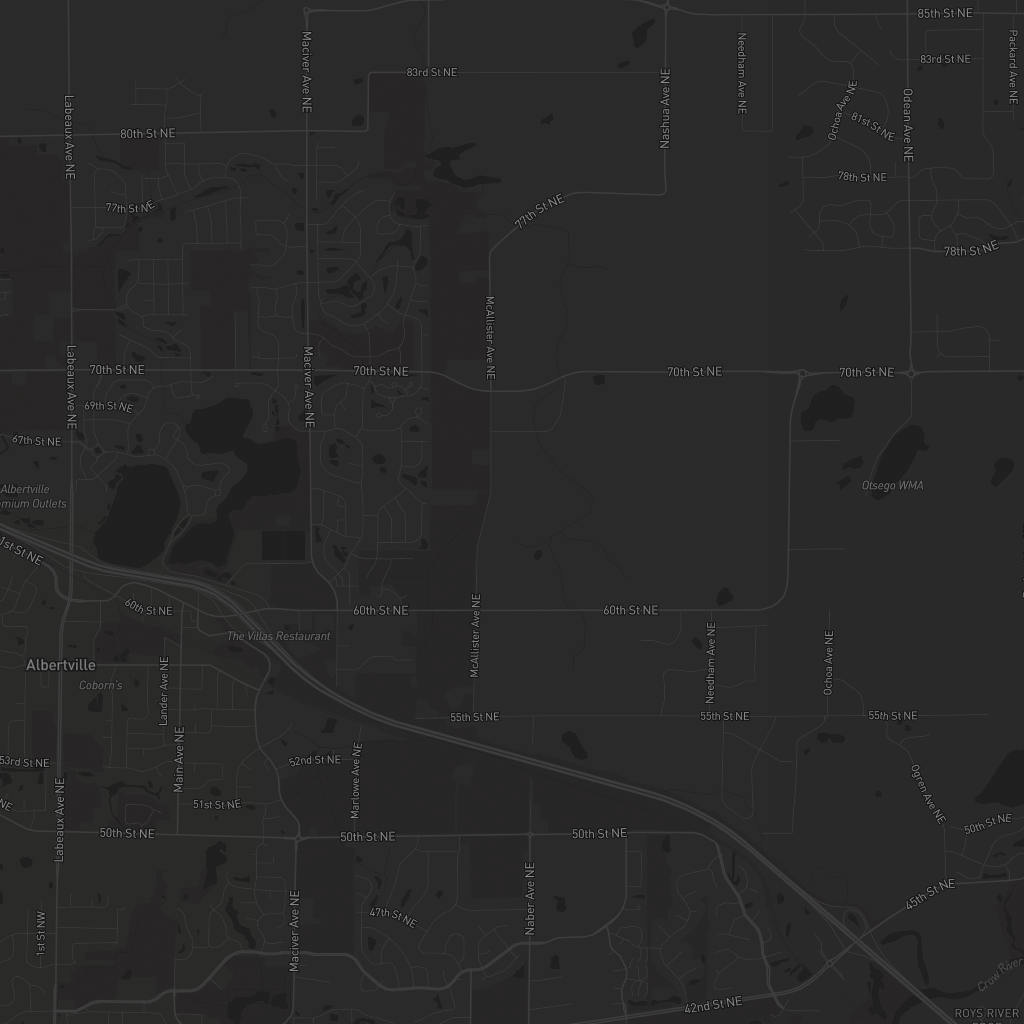 85th St NE
Maciver Ave NE
Needham Ave NE
Packard Ave NE
83rd St NE
83rd St NE
Labeaux Ave NE
Nashua Ave NE
Ochoa Ave NE
Odean Ave NE
81st St NE
80th St NE
78th St NE
77th St NE
77th St NE
78th St NE
McAllister Ave NE
Labeaux Ave NE
Maciver Ave NE
70th St NE
70th St NE
70th St NE
70th St NE
69th St NE
67th St NE
Albertville
mium Outlets
Otsego WMA
1st St NE
60th St NE
60th St NE
60th St NE
McAllister Ave NE
Needham Ave NE
Ochoa Ave NE
The Villas Restaurant
Albertville
Coborn's
Lander Ave NE
Main Ave NE
55th St NE
55th St NE
55th St NE
53rd St NE
52nd St NE
Marlowe Ave NE
Ogren Ave NE
Labeaux Ave NE
NE
51st St NE
50th St NE
50th St NE
50th St NE
50th St NE
Naber Ave NE
45th St NE
Maciver Ave NE
47th St NE
1st St NW
Crow River
42nd St NE
ROYS RIVER